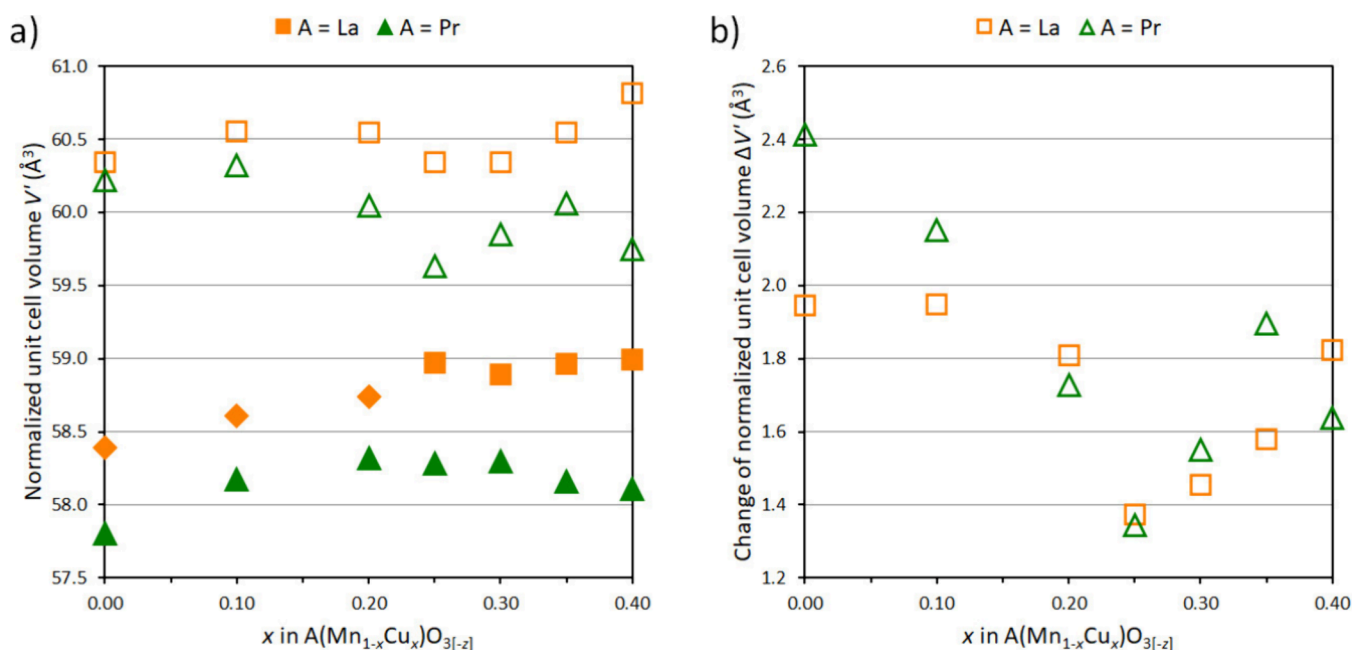 a)
A = La A = Pr
Normalized unit cell volume V' (Å³)
61.0
60.5
60.0
59.5
59.0
58.5
58.0
57.5
0.00 0.10 0.20 0.30 0.40
x in A(Mn₁₋ₓCuₓ)O₃[-z]
b)
A = La A = Pr
Change of normalized unit cell volume ΔV' (Å³)
2.6
2.4
2.2
2.0
1.8
1.6
1.4
1.2
0.00 0.10 0.20 0.30 0.40
x in A(Mn₁₋ₓCuₓ)O₃[-z]